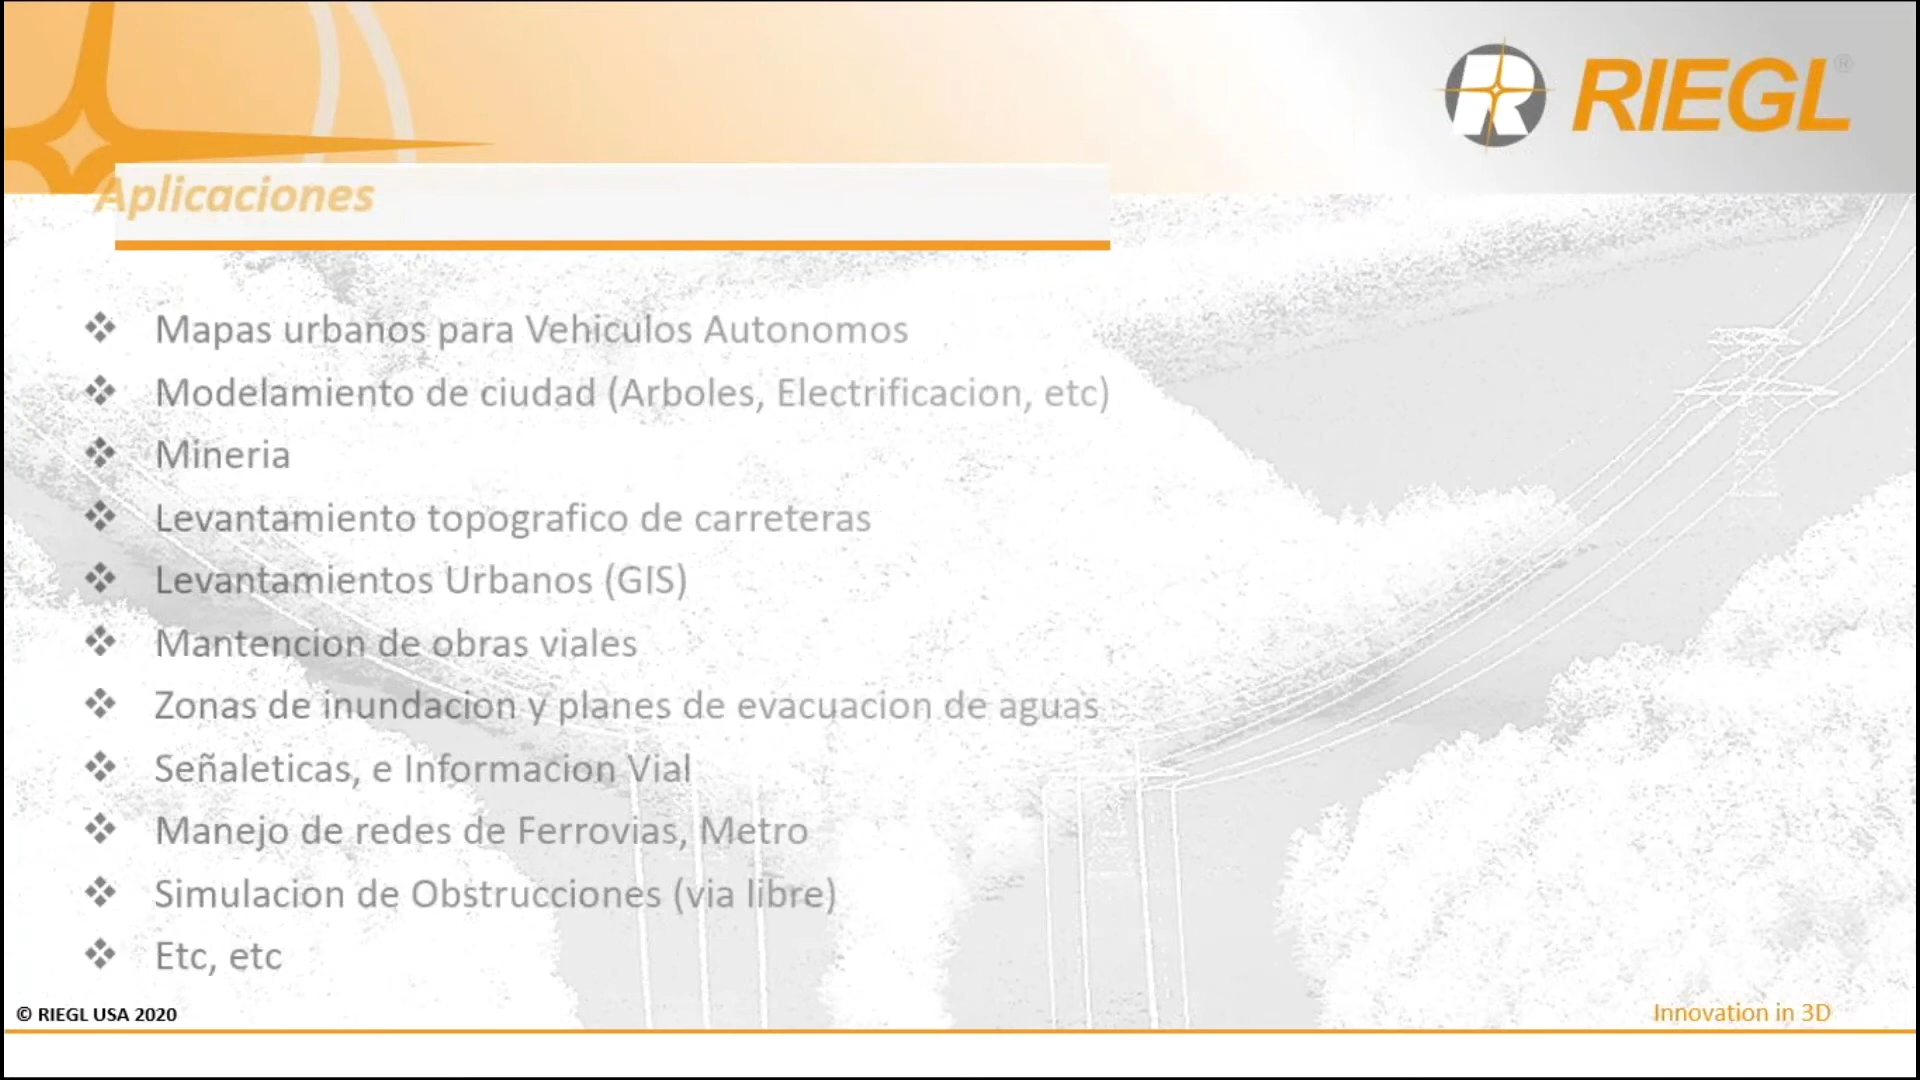 RIEGL®
Aplicaciones
❖ Mapas urbanos para Vehiculos Autonomos
❖ Modelamiento de ciudad (Arboles, Electrificacion, etc)
❖ Mineria
❖ Levantamiento topografico de carreteras
❖ Levantamientos Urbanos (GIS)
❖ Mantencion de obras viales
❖ Zonas de inundacion y planes de evacuacion de aguas
❖ Señaleticas, e Informacion Vial
❖ Manejo de redes de Ferrovias, Metro
❖ Simulacion de Obstrucciones (via libre)
❖ Etc, etc
© RIEGL USA 2020
Innovation in 3D